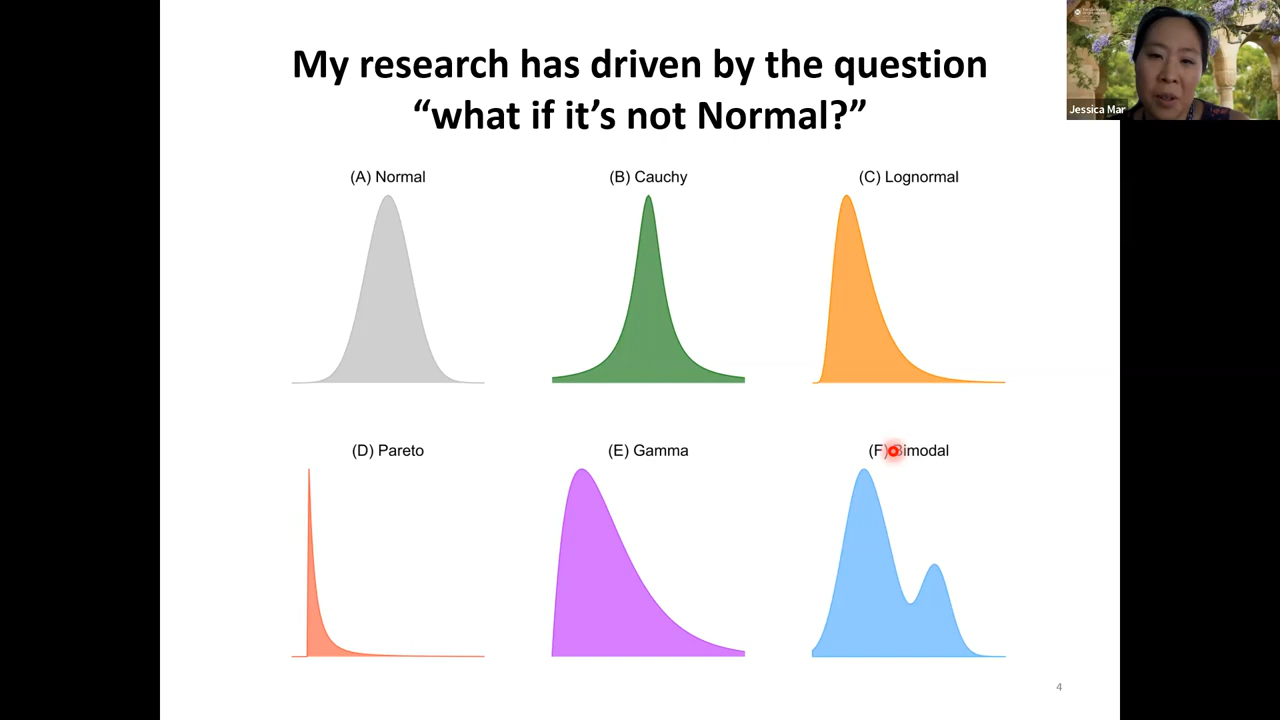 My research has driven by the question
“what if it’s not Normal?”
Jessica Mar
(A) Normal
(B) Cauchy
(C) Lognormal
(D) Pareto
(E) Gamma
(F) Bimodal
4